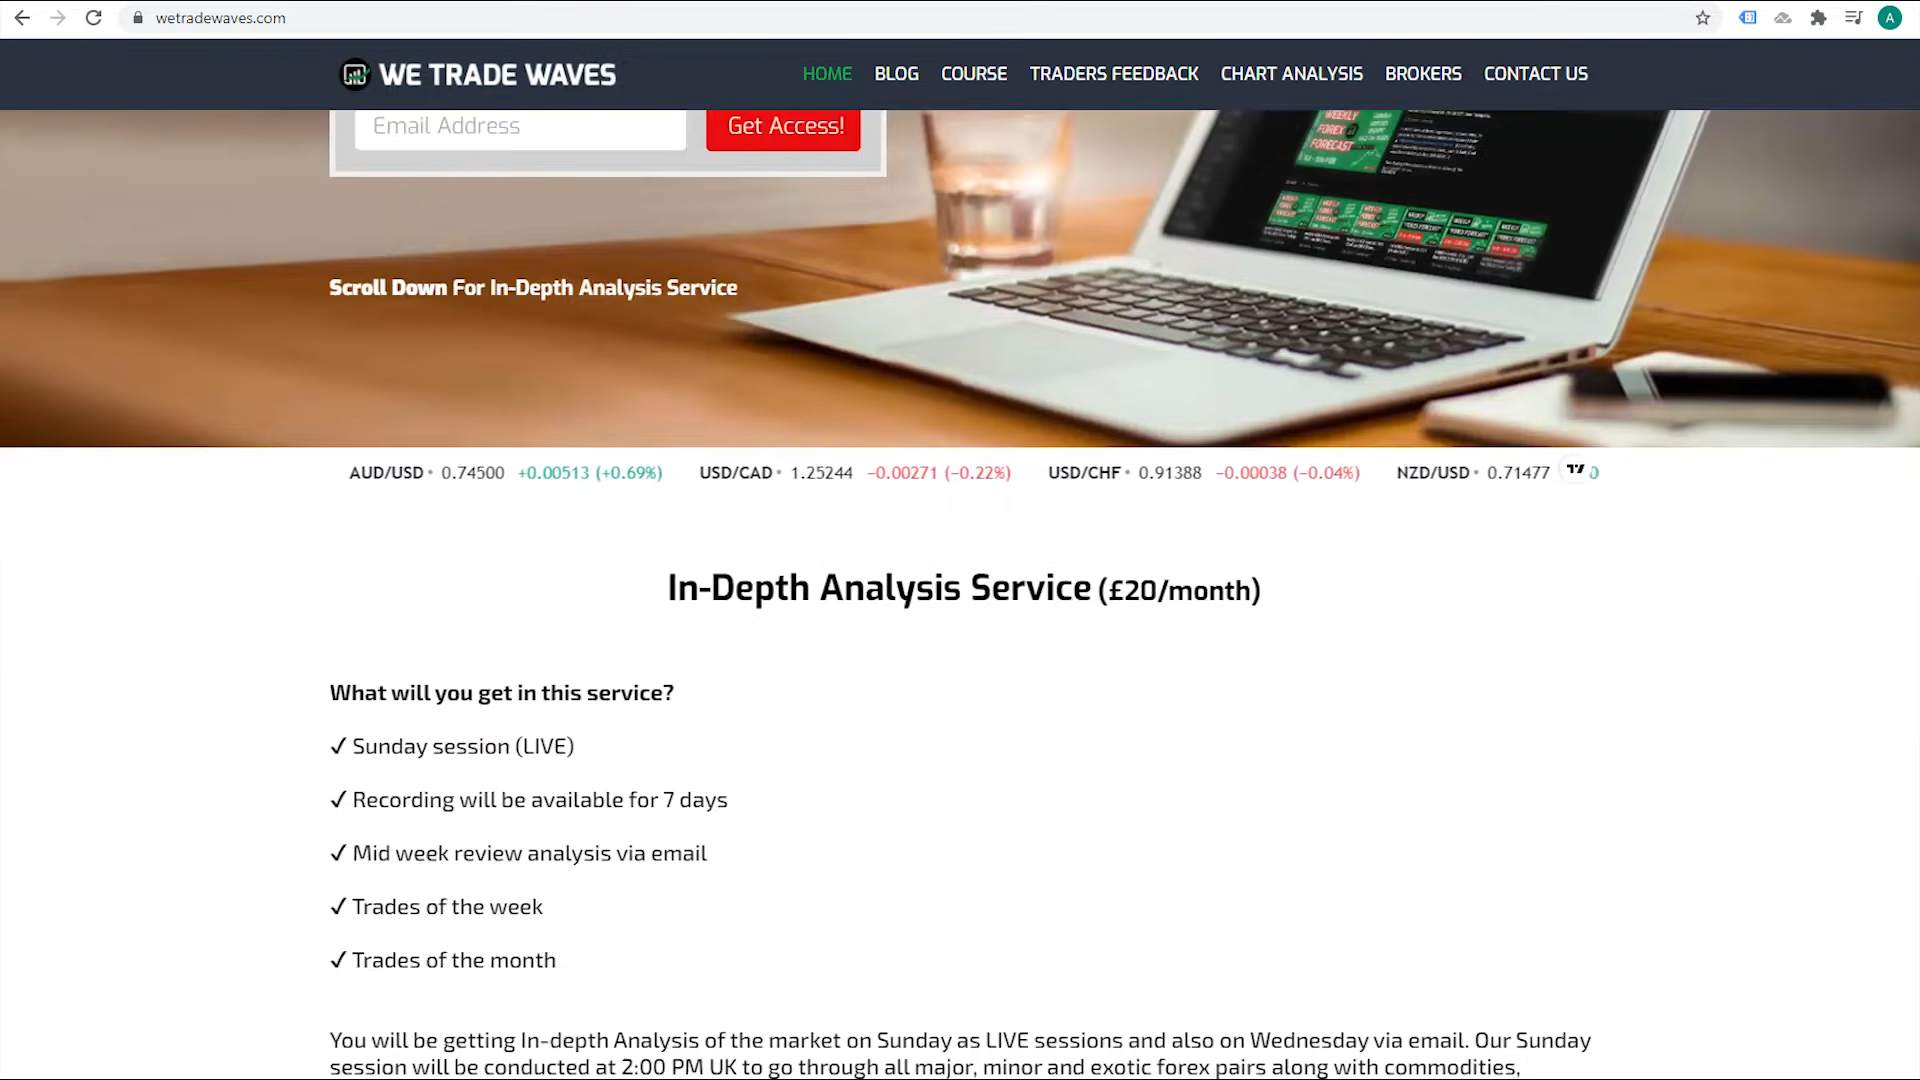 wetradewaves.com
A
WE TRADE WAVES
HOME BLOG COURSE TRADERS FEEDBACK CHART ANALYSIS BROKERS CONTACT US
Email Address Get Access!
WEEKLY
FOREX
FORECAST
Scroll Down For In-Depth Analysis Service
AUD/USD • 0.74500 +0.00513 (+0.69%) USD/CAD • 1.25244 −0.00271 (−0.22%) USD/CHF • 0.91388 −0.00038 (−0.04%) NZD/USD • 0.71477
In-Depth Analysis Service (£20/month)
What will you get in this service?
✓ Sunday session (LIVE)
✓ Recording will be available for 7 days
✓ Mid week review analysis via email
✓ Trades of the week
✓ Trades of the month
You will be getting In-depth Analysis of the market on Sunday as LIVE sessions and also on Wednesday via email. Our Sunday
session will be conducted at 2:00 PM UK to go through all major, minor and exotic forex pairs along with commodities,